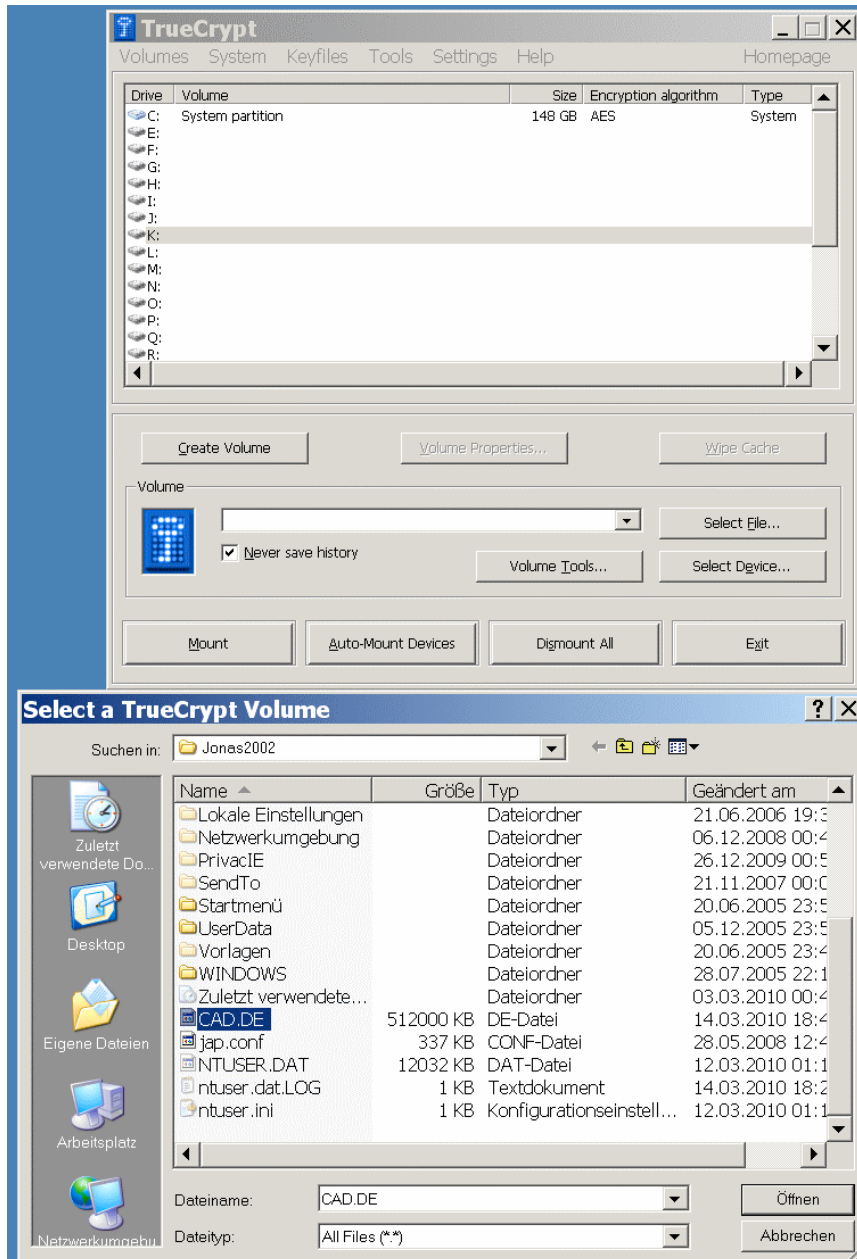 TrueCrypt
Volumes System Keyfiles Tools Settings Help Homepage
Drive Volume Size Encryption algorithm Type
C: System partition 148 GB AES System
E:
F:
G:
H:
I:
J:
K:
L:
M:
N:
O:
P:
Q:
R:
Create Volume Volume Properties... Wipe Cache
Volume
Select File...
Never save history
Volume Tools... Select Device...
Mount Auto-Mount Devices Dismount All Exit
Select a TrueCrypt Volume
Suchen in: Jonas2002
Name Größe Typ Geändert am
Lokale Einstellungen Dateiordner 21.06.2006 19:3
Netzwerkumgebung Dateiordner 06.12.2008 00:4
PrivacIE Dateiordner 26.12.2009 00:5
SendTo Dateiordner 21.11.2007 00:0
Startmenü Dateiordner 20.06.2005 23:5
UserData Dateiordner 05.12.2005 23:5
Vorlagen Dateiordner 20.06.2005 23:4
WINDOWS Dateiordner 28.07.2005 22:1
Zuletzt verwendete... Dateiordner 03.03.2010 00:4
CAD.DE 512000 KB DE-Datei 14.03.2010 18:4
jap.conf 337 KB CONF-Datei 28.05.2008 12:4
NTUSER.DAT 12032 KB DAT-Datei 12.03.2010 01:1
ntuser.dat.LOG 1 KB Textdokument 14.03.2010 18:2
ntuser.ini 1 KB Konfigurationseinstell... 12.03.2010 01:1
Zuletzt
verwendete Do...
Desktop
Eigene Dateien
Arbeitsplatz
Netzwerkumgebu
Dateiname: CAD.DE Öffnen
Dateityp: All Files (*.*) Abbrechen